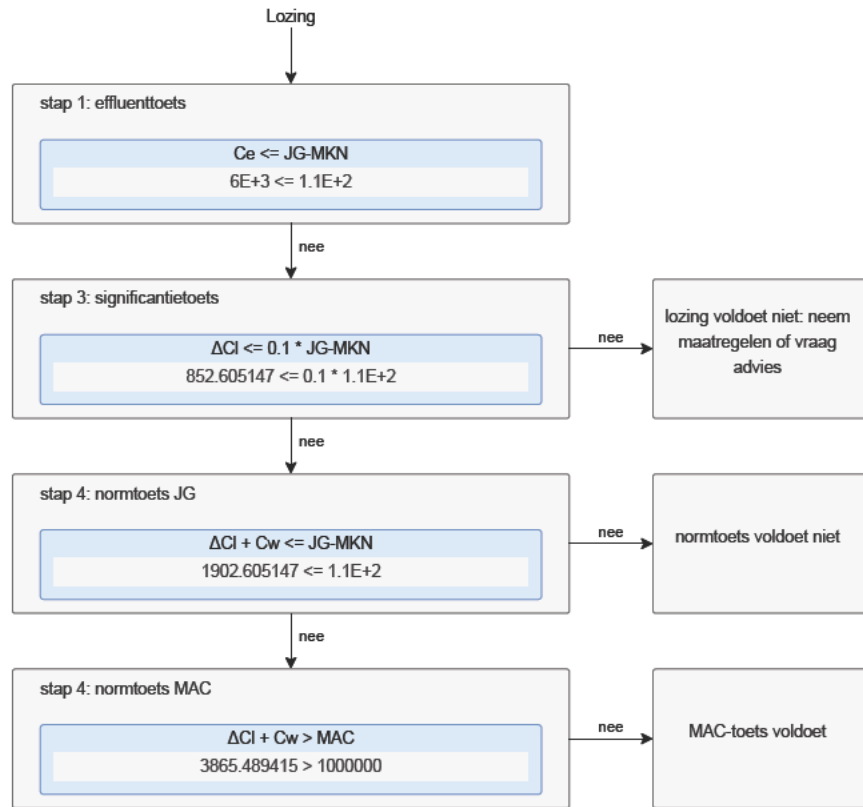 Lozing
stap 1: effluenttoets
Ce <= JG-MKN
6E+3 <= 1.1E+2
nee
stap 3: significantietoets
ΔCl <= 0.1 * JG-MKN
852.605147 <= 0.1 * 1.1E+2
nee
lozing voldoet niet: neem
maatregelen of vraag
advies
nee
stap 4: normtoets JG
ΔCl + Cw <= JG-MKN
1902.605147 <= 1.1E+2
nee
normtoets voldoet niet
nee
stap 4: normtoets MAC
ΔCl + Cw > MAC
3865.489415 > 1000000
nee
MAC-toets voldoet